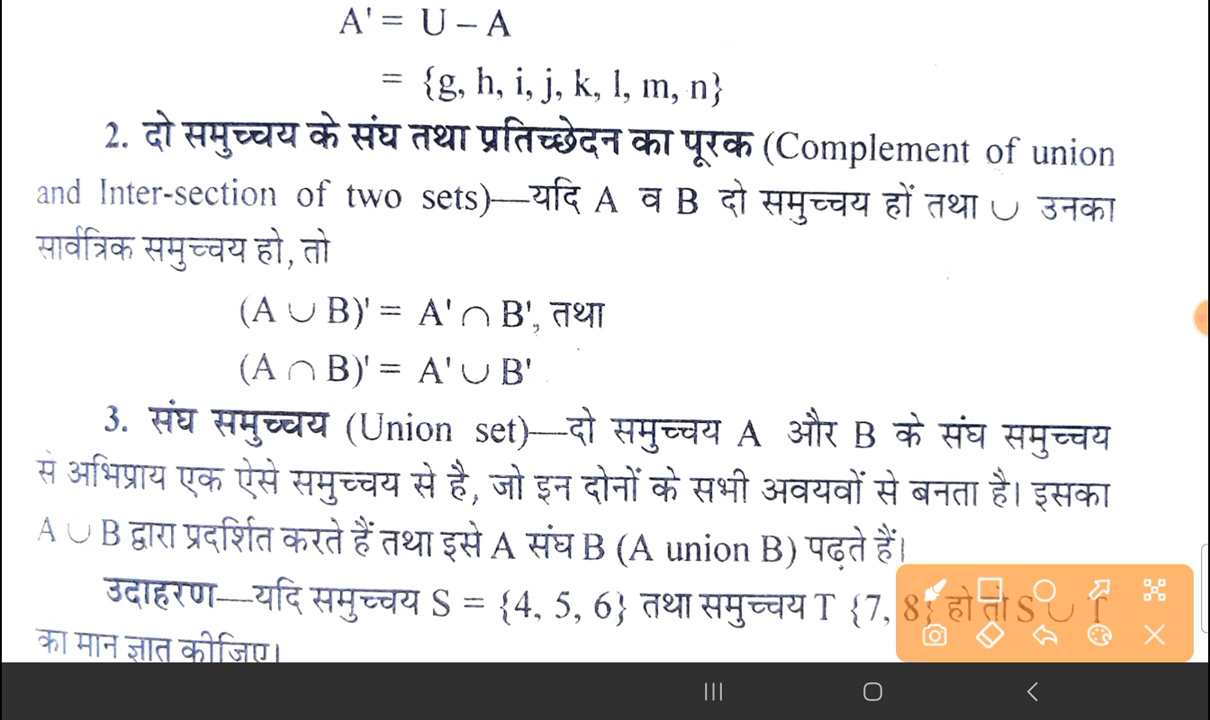 A' = U – A
= {g, h, i, j, k, l, m, n}
2. दो समुच्चय के संघ तथा प्रतिच्छेदन का पूरक (Complement of union
and Inter-section of two sets)—यदि A व B दो समुच्चय हों तथा ∪ उनका
सार्वत्रिक समुच्चय हो, तो
(A ∪ B)' = A' ∩ B', तथा
(A ∩ B)' = A' ∪ B'
3. संघ समुच्चय (Union set)—दो समुच्चय A और B के संघ समुच्चय
से अभिप्राय एक ऐसे समुच्चय से है, जो इन दोनों के सभी अवयवों से बनता है। इसका
A ∪ B द्वारा प्रदर्शित करते हैं तथा इसे A संघ B (A union B) पढ़ते हैं।
उदाहरण—यदि समुच्चय S = {4, 5, 6} तथा समुच्चय T {7, 8} हो तो S ∪ T
का मान ज्ञात कीजिए।